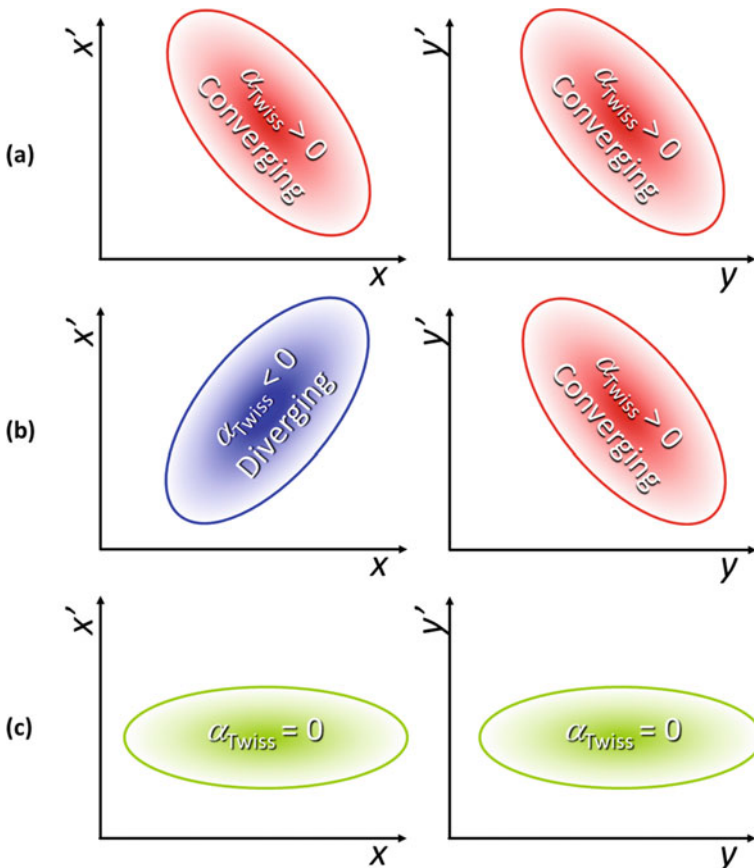 x′
(a)
α_Twiss > 0
Converging
x
y′
α_Twiss > 0
Converging
y
x′
(b)
α_Twiss < 0
Diverging
x
y′
α_Twiss > 0
Converging
y
x′
(c)
α_Twiss = 0
x
y′
α_Twiss = 0
y